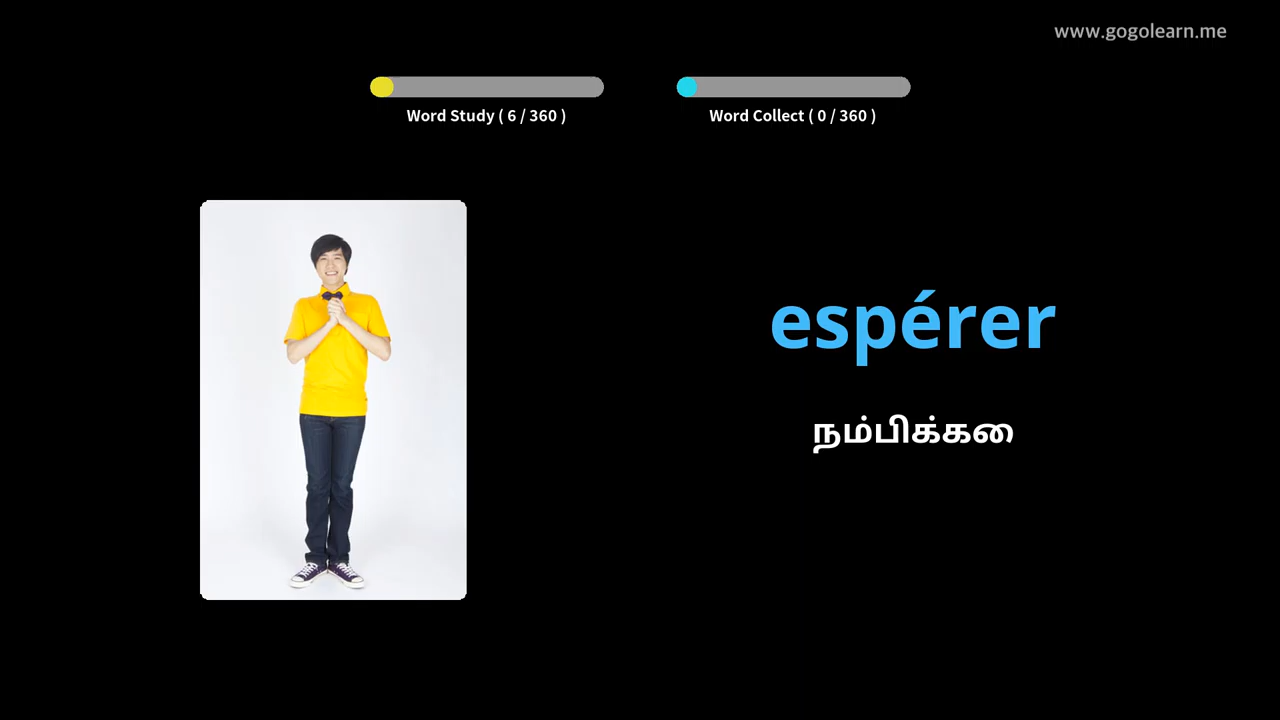 www.gogolearn.me
Word Study ( 6 / 360 )
Word Collect ( 0 / 360 )
espérer
நம்பிக்கை